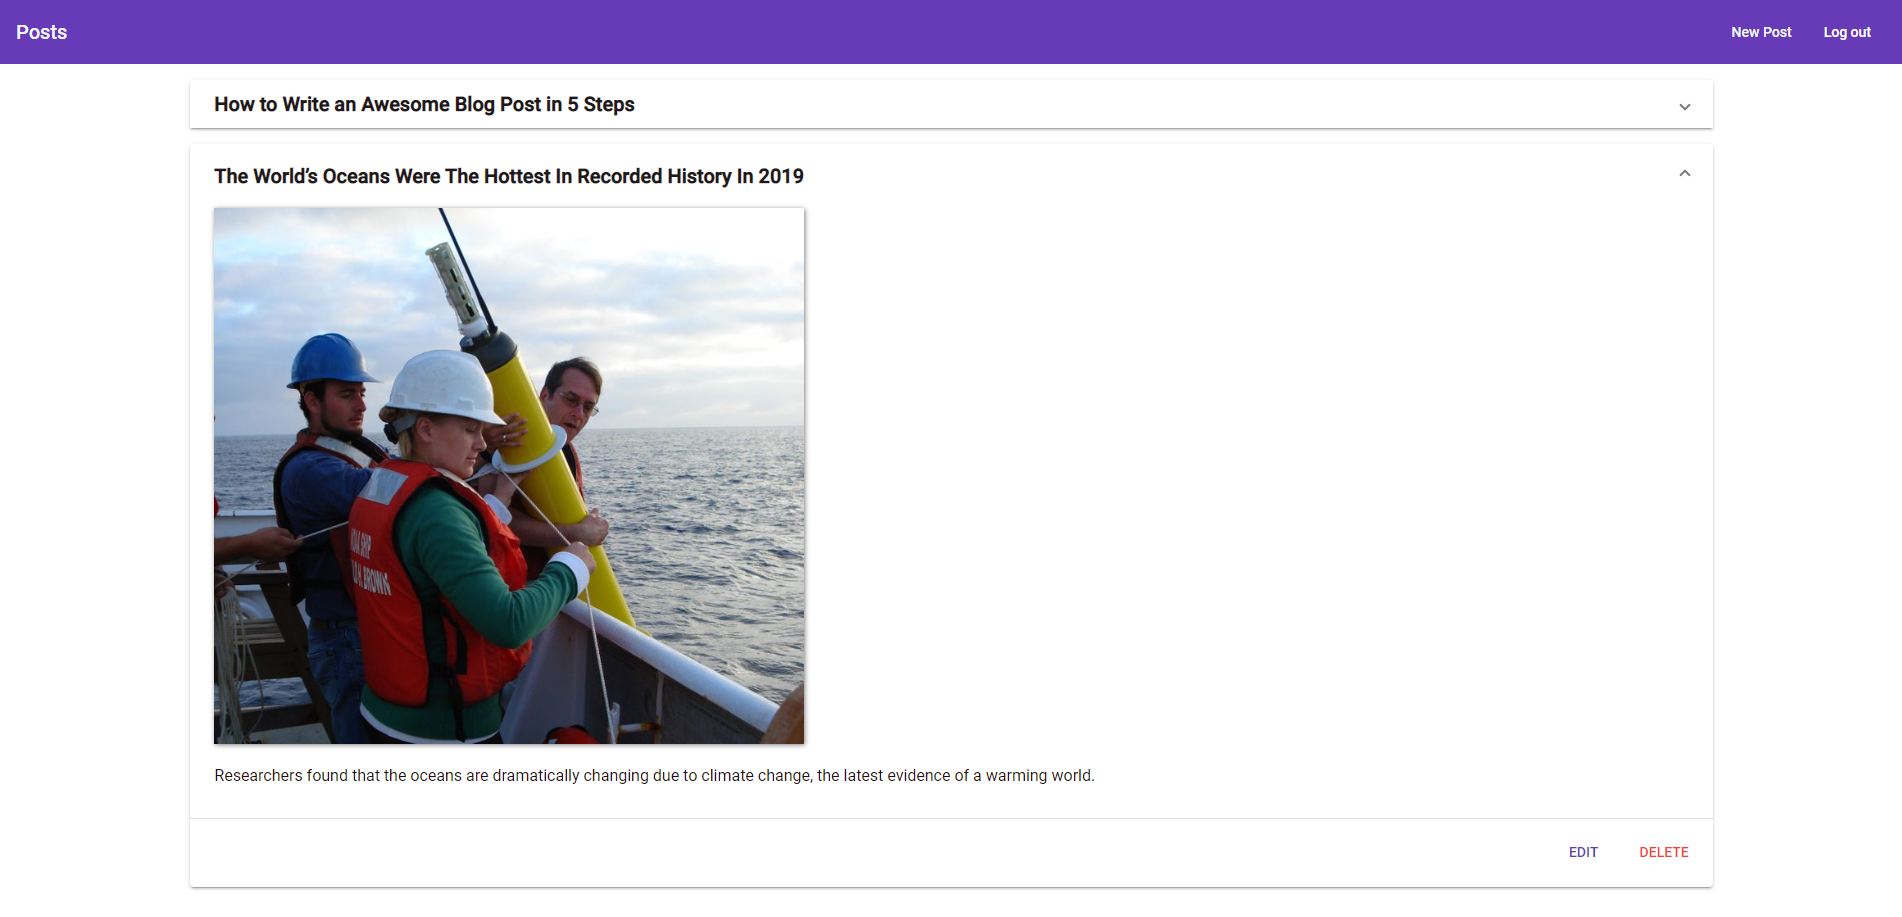 Posts
New Post
Log out
How to Write an Awesome Blog Post in 5 Steps
The World’s Oceans Were The Hottest In Recorded History In 2019
SHIP
H. BROWN
Researchers found that the oceans are dramatically changing due to climate change, the latest evidence of a warming world.
EDIT
DELETE